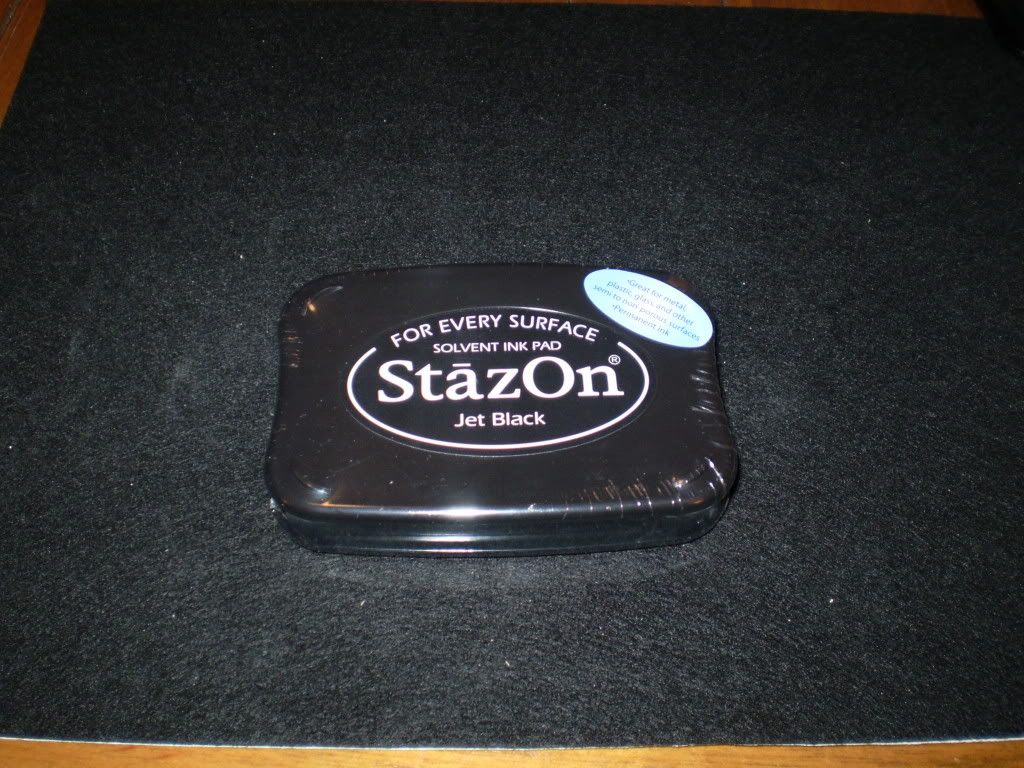 FOR EVERY SURFACE
SOLVENT INK PAD
StāzOn®
Jet Black
•Great for metal,
plastic, glass, and other
semi to non porous surfaces
•Permanent ink